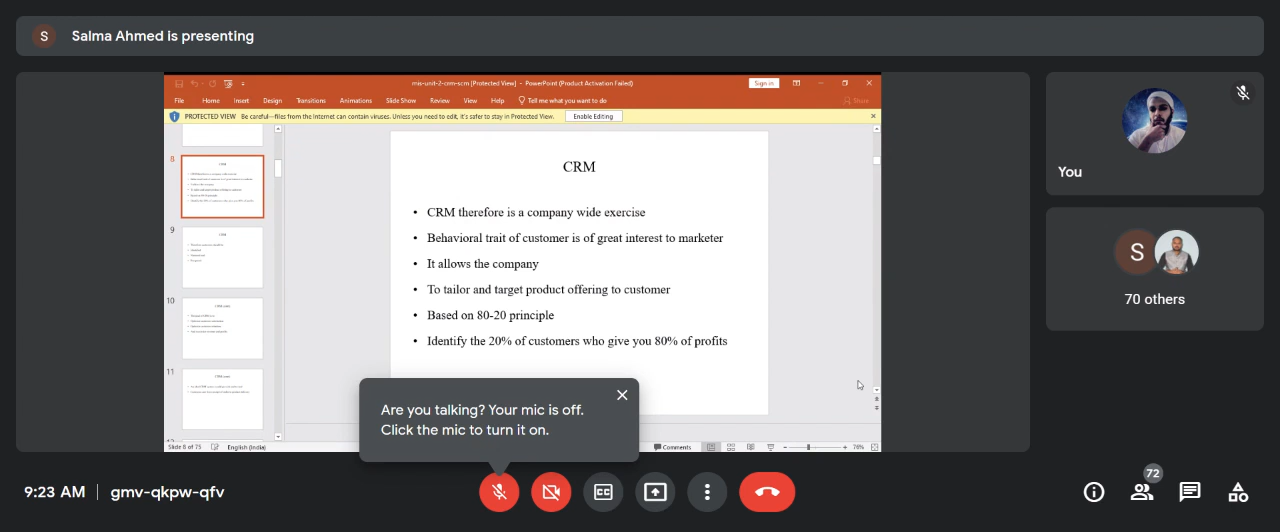 S Salma Ahmed is presenting
mis-unit-2-crm-scm [Protected View] - PowerPoint (Product Activation Failed)
Sign in
File Home Insert Design Transitions Animations Slide Show Review View Help Tell me what you want to do Share
PROTECTED VIEW Be careful—files from the Internet can contain viruses. Unless you need to edit, it's safer to stay in Protected View. Enable Editing
8
9
10
11
CRM
• CRM therefore is a company wide exercise
• Behavioral trait of customer is of great interest to marketer
• It allows the company
• To tailor and target product offering to customer
• Based on 80-20 principle
• Identify the 20% of customers who give you 80% of profits
Slide 8 of 75 English (India)
Comments
76%
You
S
70 others
Are you talking? Your mic is off.
Click the mic to turn it on.
9:23 AM | gmv-qkpw-qfv
CC
72